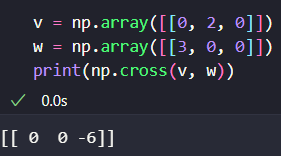 v = np.array([[0, 2, 0]])
w = np.array([[3, 0, 0]])
print(np.cross(v, w))
✓ 0.0s
[[ 0  0 -6]]